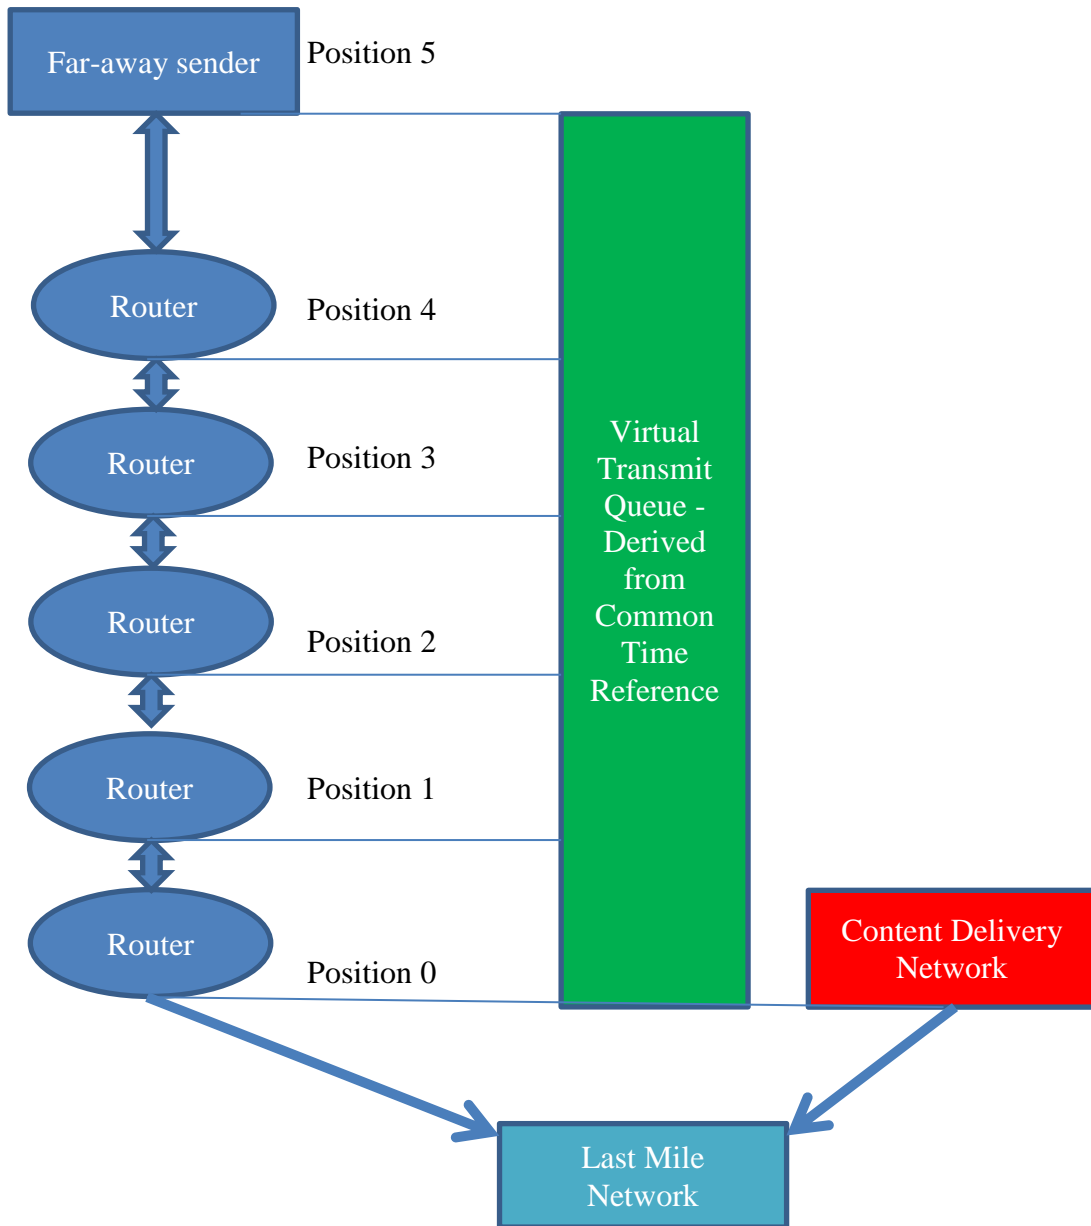 Far-away sender
Position 5
Router
Position 4
Router
Position 3
Virtual
Transmit
Queue -
Derived
from
Common
Time
Reference
Router
Position 2
Router
Position 1
Router
Position 0
Content Delivery
Network
Last Mile
Network